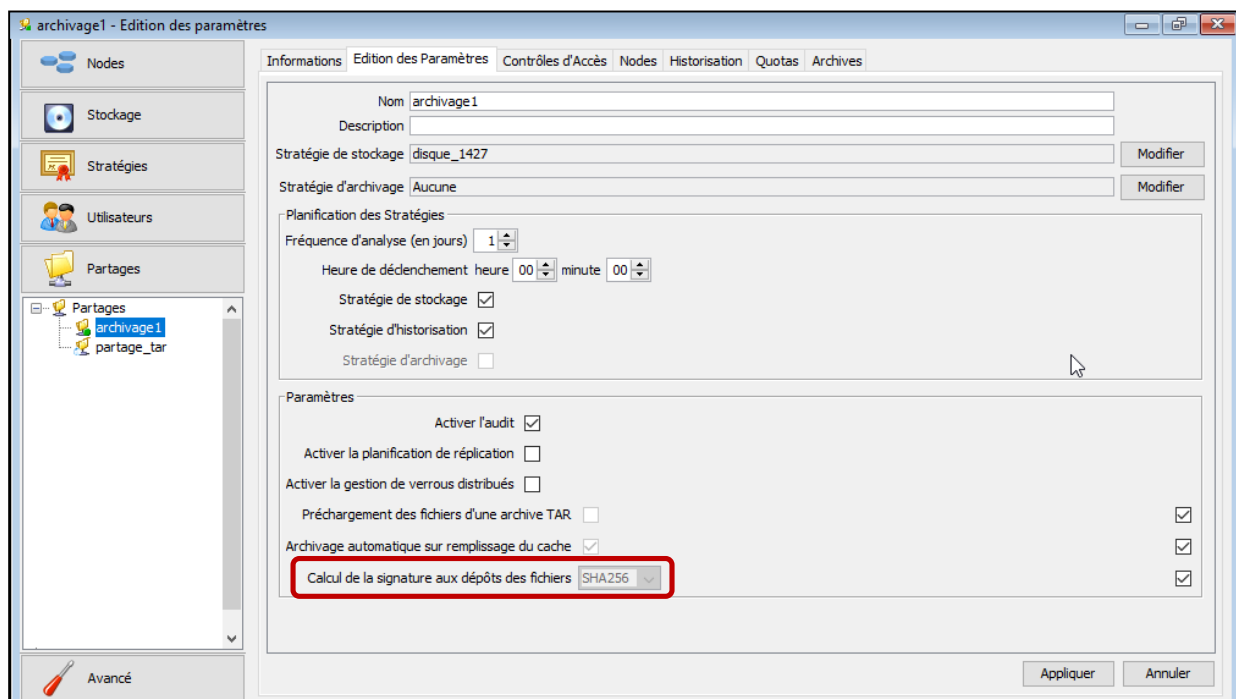 archivage1 - Edition des paramètres
Nodes
Stockage
Stratégies
Utilisateurs
Partages
Partages
archivage1
partage_tar
Avancé
Informations Edition des Paramètres Contrôles d'Accès Nodes Historisation Quotas Archives
Nom archivage1
Description
Stratégie de stockage disque_1427 Modifier
Stratégie d'archivage Aucune Modifier
Planification des Stratégies
Fréquence d'analyse (en jours) 1
Heure de déclenchement heure 00 minute 00
Stratégie de stockage
Stratégie d'historisation
Stratégie d'archivage
Paramètres
Activer l'audit
Activer la planification de réplication
Activer la gestion de verrous distribués
Préchargement des fichiers d'une archive TAR
Archivage automatique sur remplissage du cache
Calcul de la signature aux dépôts des fichiers SHA256
Appliquer Annuler